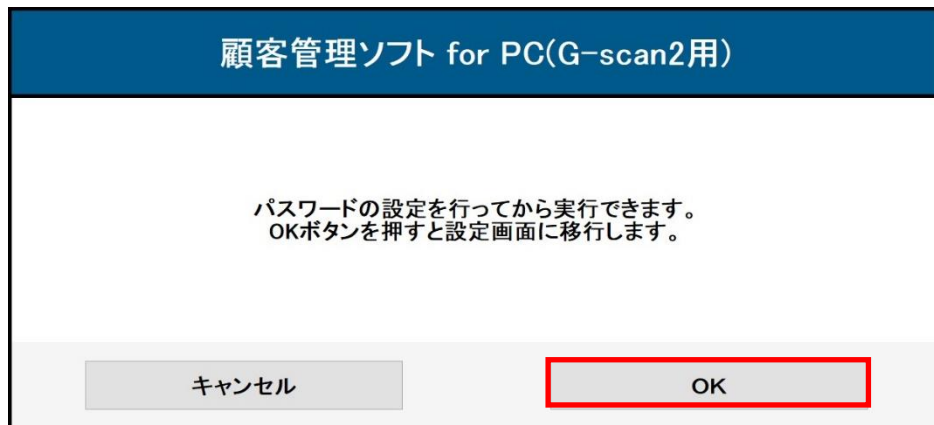 顧客管理ソフト for PC(G-scan2用)
パスワードの設定を行ってから実行できます。
OKボタンを押すと設定画面に移行します。
キャンセル
OK